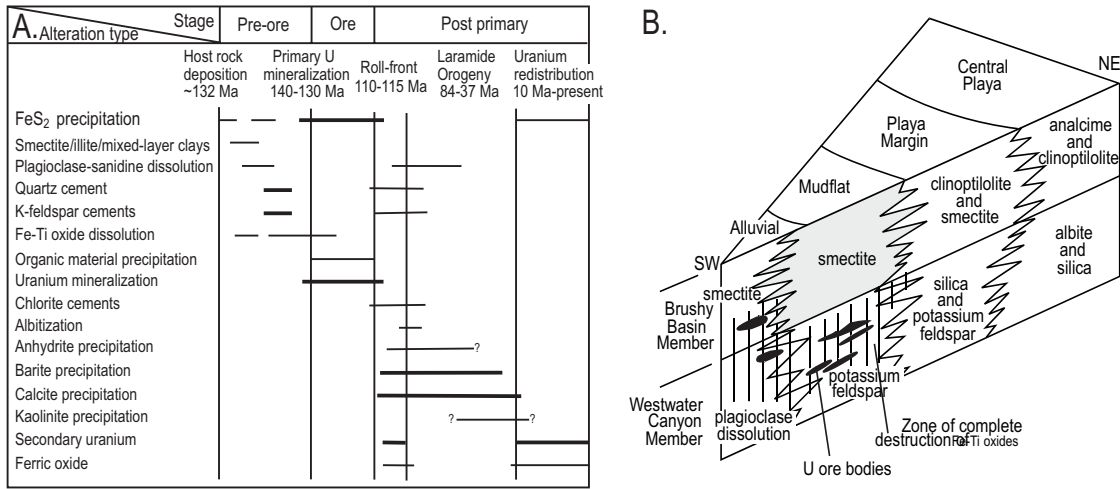 A.
Stage
Alteration type
Pre-ore
Ore
Post primary
Host rock
deposition
~132 Ma
Primary U
mineralization
140-130 Ma
Roll-front
110-115 Ma
Laramide
Orogeny
84-37 Ma
Uranium
redistribution
10 Ma-present
FeS2 precipitation
Smectite/illite/mixed-layer clays
Plagioclase-sanidine dissolution
Quartz cement
K-feldspar cements
Fe-Ti oxide dissolution
Organic material precipitation
Uranium mineralization
Chlorite cements
Albitization
Anhydrite precipitation
?
Barite precipitation
Calcite precipitation
Kaolinite precipitation
?
?
Secondary uranium
Ferric oxide
B.
NE
Central
Playa
Playa
Margin
Mudflat
Alluvial
SW
analcime
and
clinoptilolite
clinoptilolite
and
smectite
smectite
smectite
albite
and
silica
silica
and
potassium
feldspar
Brushy
Basin
Member
potassium
feldspar
Westwater
Canyon
Member
plagioclase
dissolution
Zone of complete
destruction of Fe-Ti oxides
U ore bodies